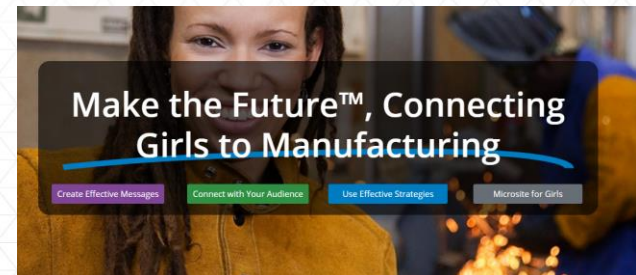 Make the Future™, Connecting
Girls to Manufacturing
Create Effective Messages
Connect with Your Audience
Use Effective Strategies
Microsite for Girls